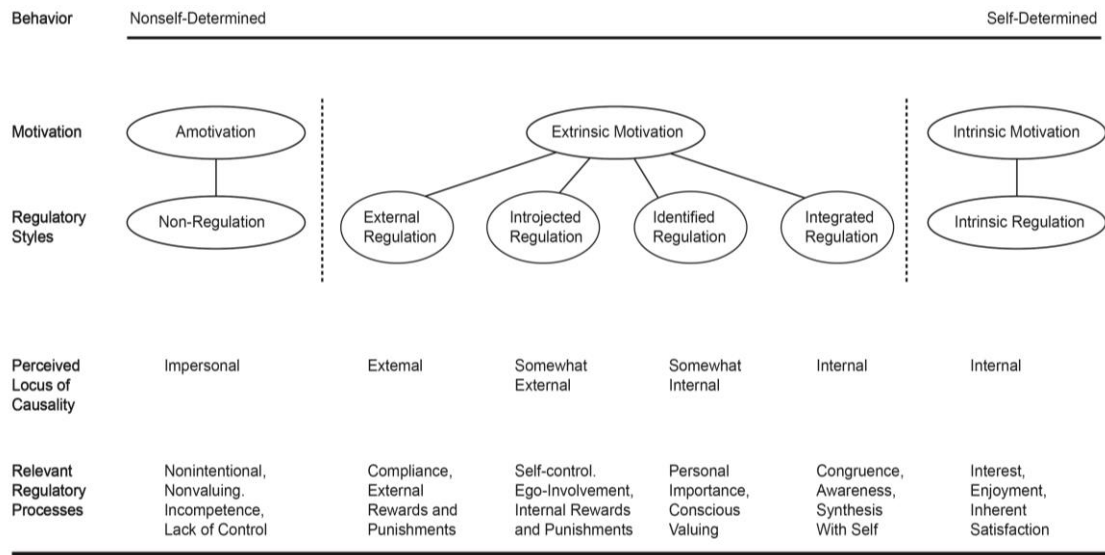 Behavior Nonself-Determined Self-Determined
Motivation Amotivation Extrinsic Motivation Intrinsic Motivation
Regulatory
Styles
Non-Regulation
External
Regulation
Introjected
Regulation
Identified
Regulation
Integrated
Regulation
Intrinsic Regulation
Perceived
Locus of
Causality
Impersonal
External
Somewhat
External
Somewhat
Internal
Internal
Internal
Relevant
Regulatory
Processes
Nonintentional,
Nonvaluing.
Incompetence,
Lack of Control
Compliance,
External
Rewards and
Punishments
Self-control.
Ego-Involvement,
Internal Rewards
and Punishments
Personal
Importance,
Conscious
Valuing
Congruence,
Awareness,
Synthesis
With Self
Interest,
Enjoyment,
Inherent
Satisfaction